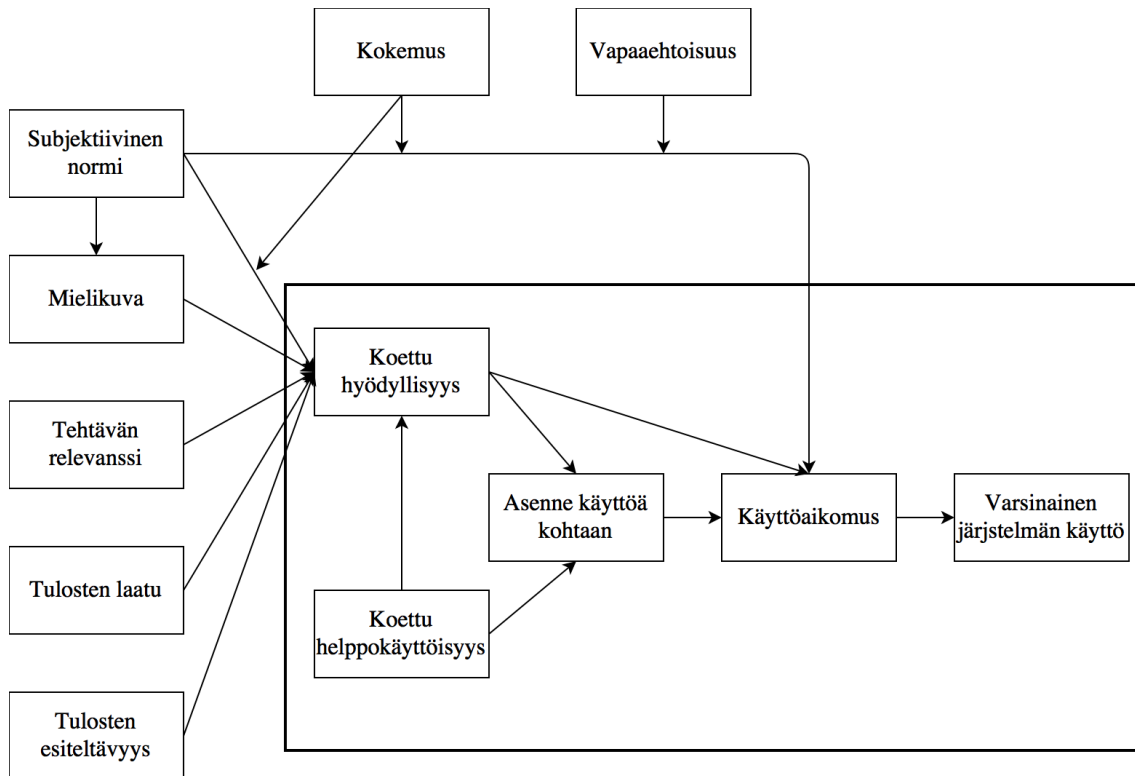 Kokemus
Vapaaehtoisuus
Subjektiivinen
normi
Mielikuva
Koettu
hyödyllisyys
Tehtävän
relevanssi
Asenne käyttöä
kohtaan
Käyttöaikomus
Varsinainen
järjstelmän käyttö
Tulosten laatu
Koettu
helppokäyttöisyys
Tulosten
esiteltävyys